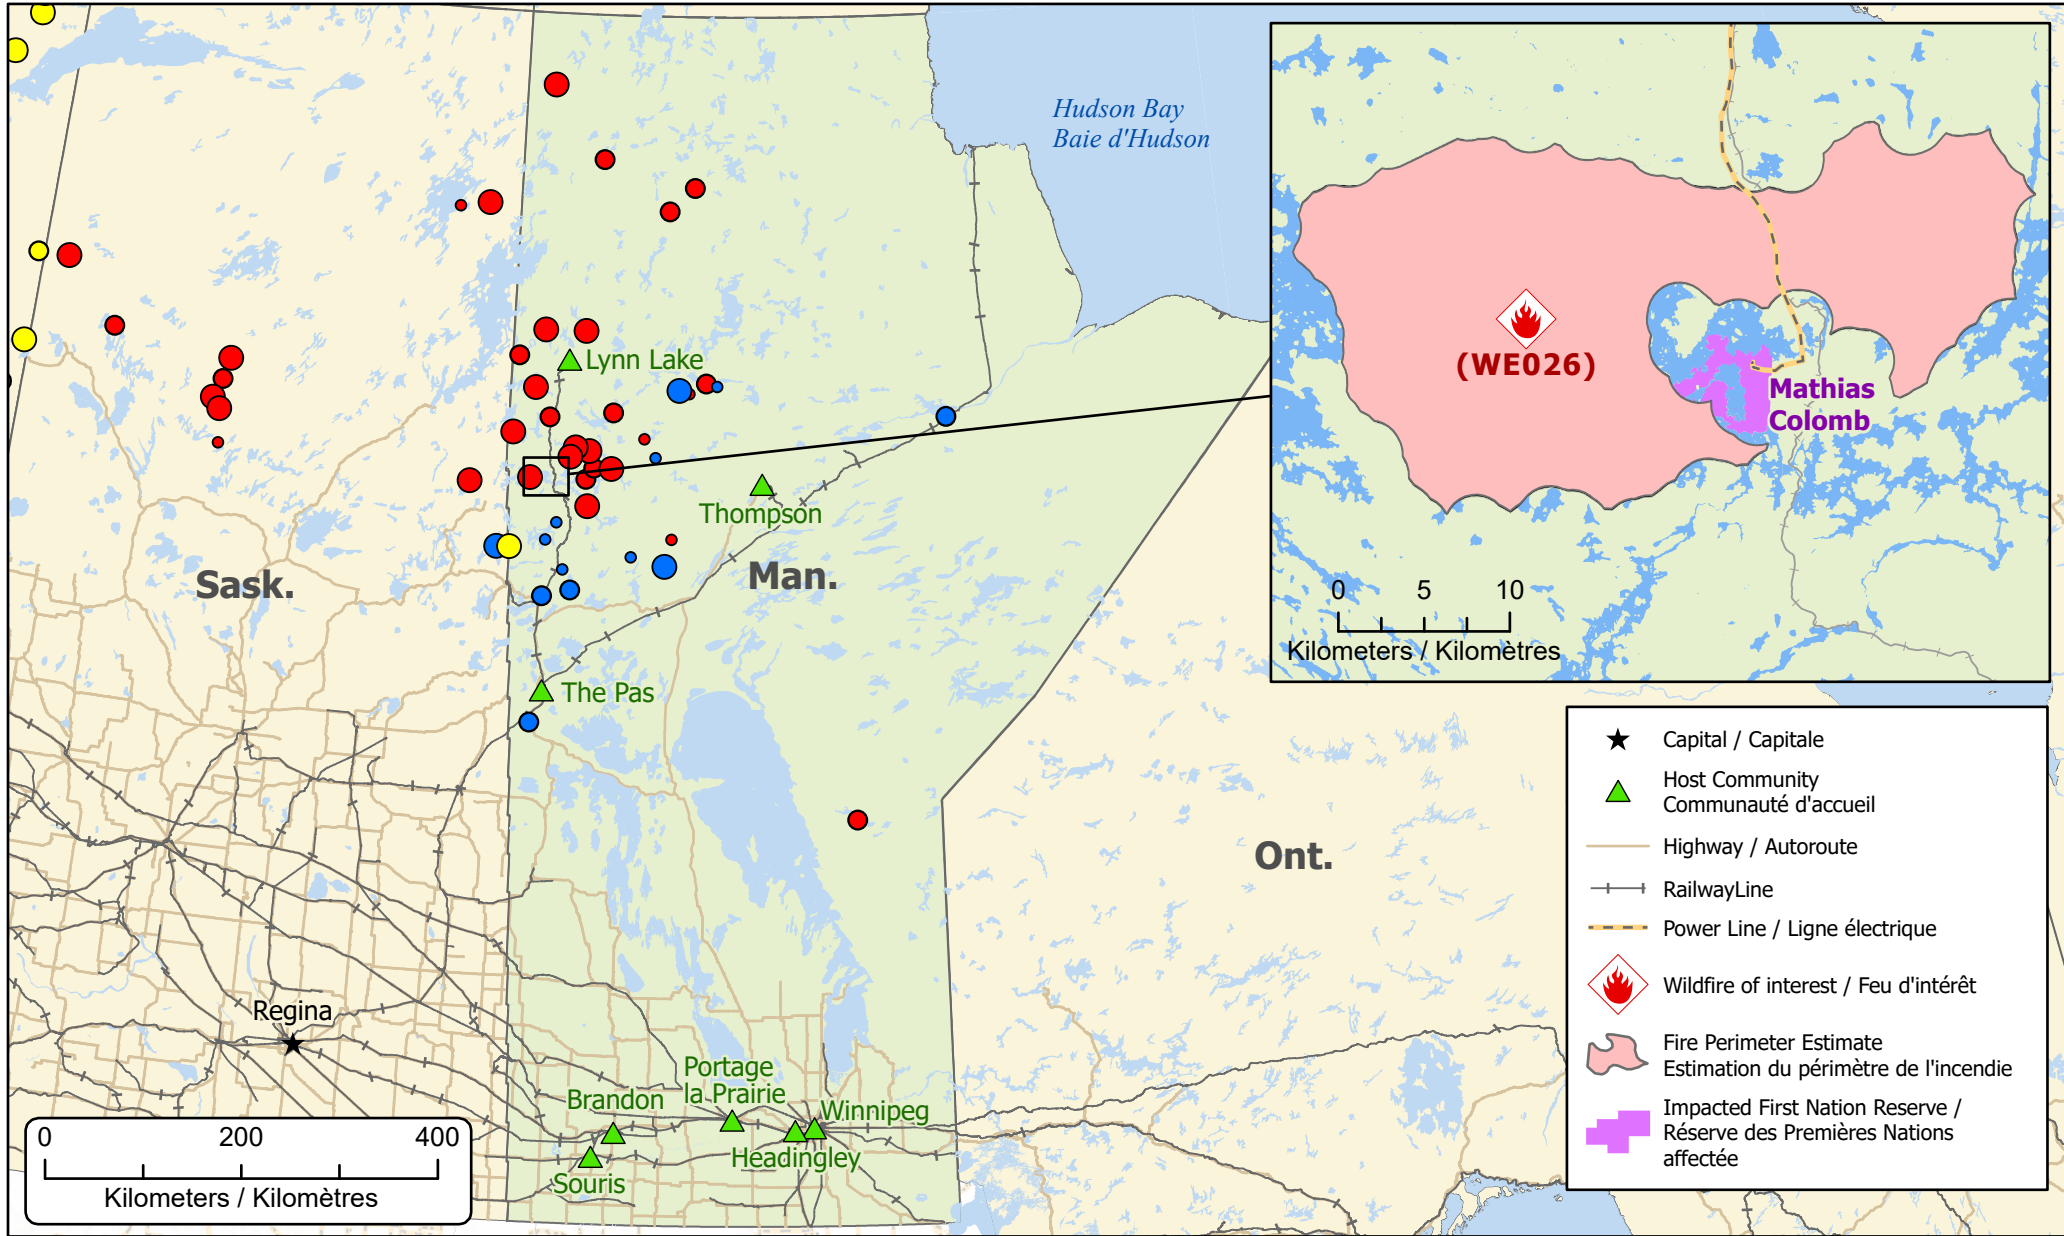 Hudson Bay
Baie d'Hudson
Lynn Lake
Thompson
Sask.
Man.
The Pas
Ont.
Regina
Portage
la Prairie
Brandon
Winnipeg
Headingley
Souris
0 200 400
Kilometers / Kilomètres
(WE026)
Mathias
Colomb
0 5 10
Kilometers / Kilomètres
Capital / Capitale
Host Community
Communauté d'accueil
Highway / Autoroute
RailwayLine
Power Line / Ligne électrique
Wildfire of interest / Feu d'intérêt
Fire Perimeter Estimate
Estimation du périmètre de l'incendie
Impacted First Nation Reserve /
Réserve des Premières Nations
affectée